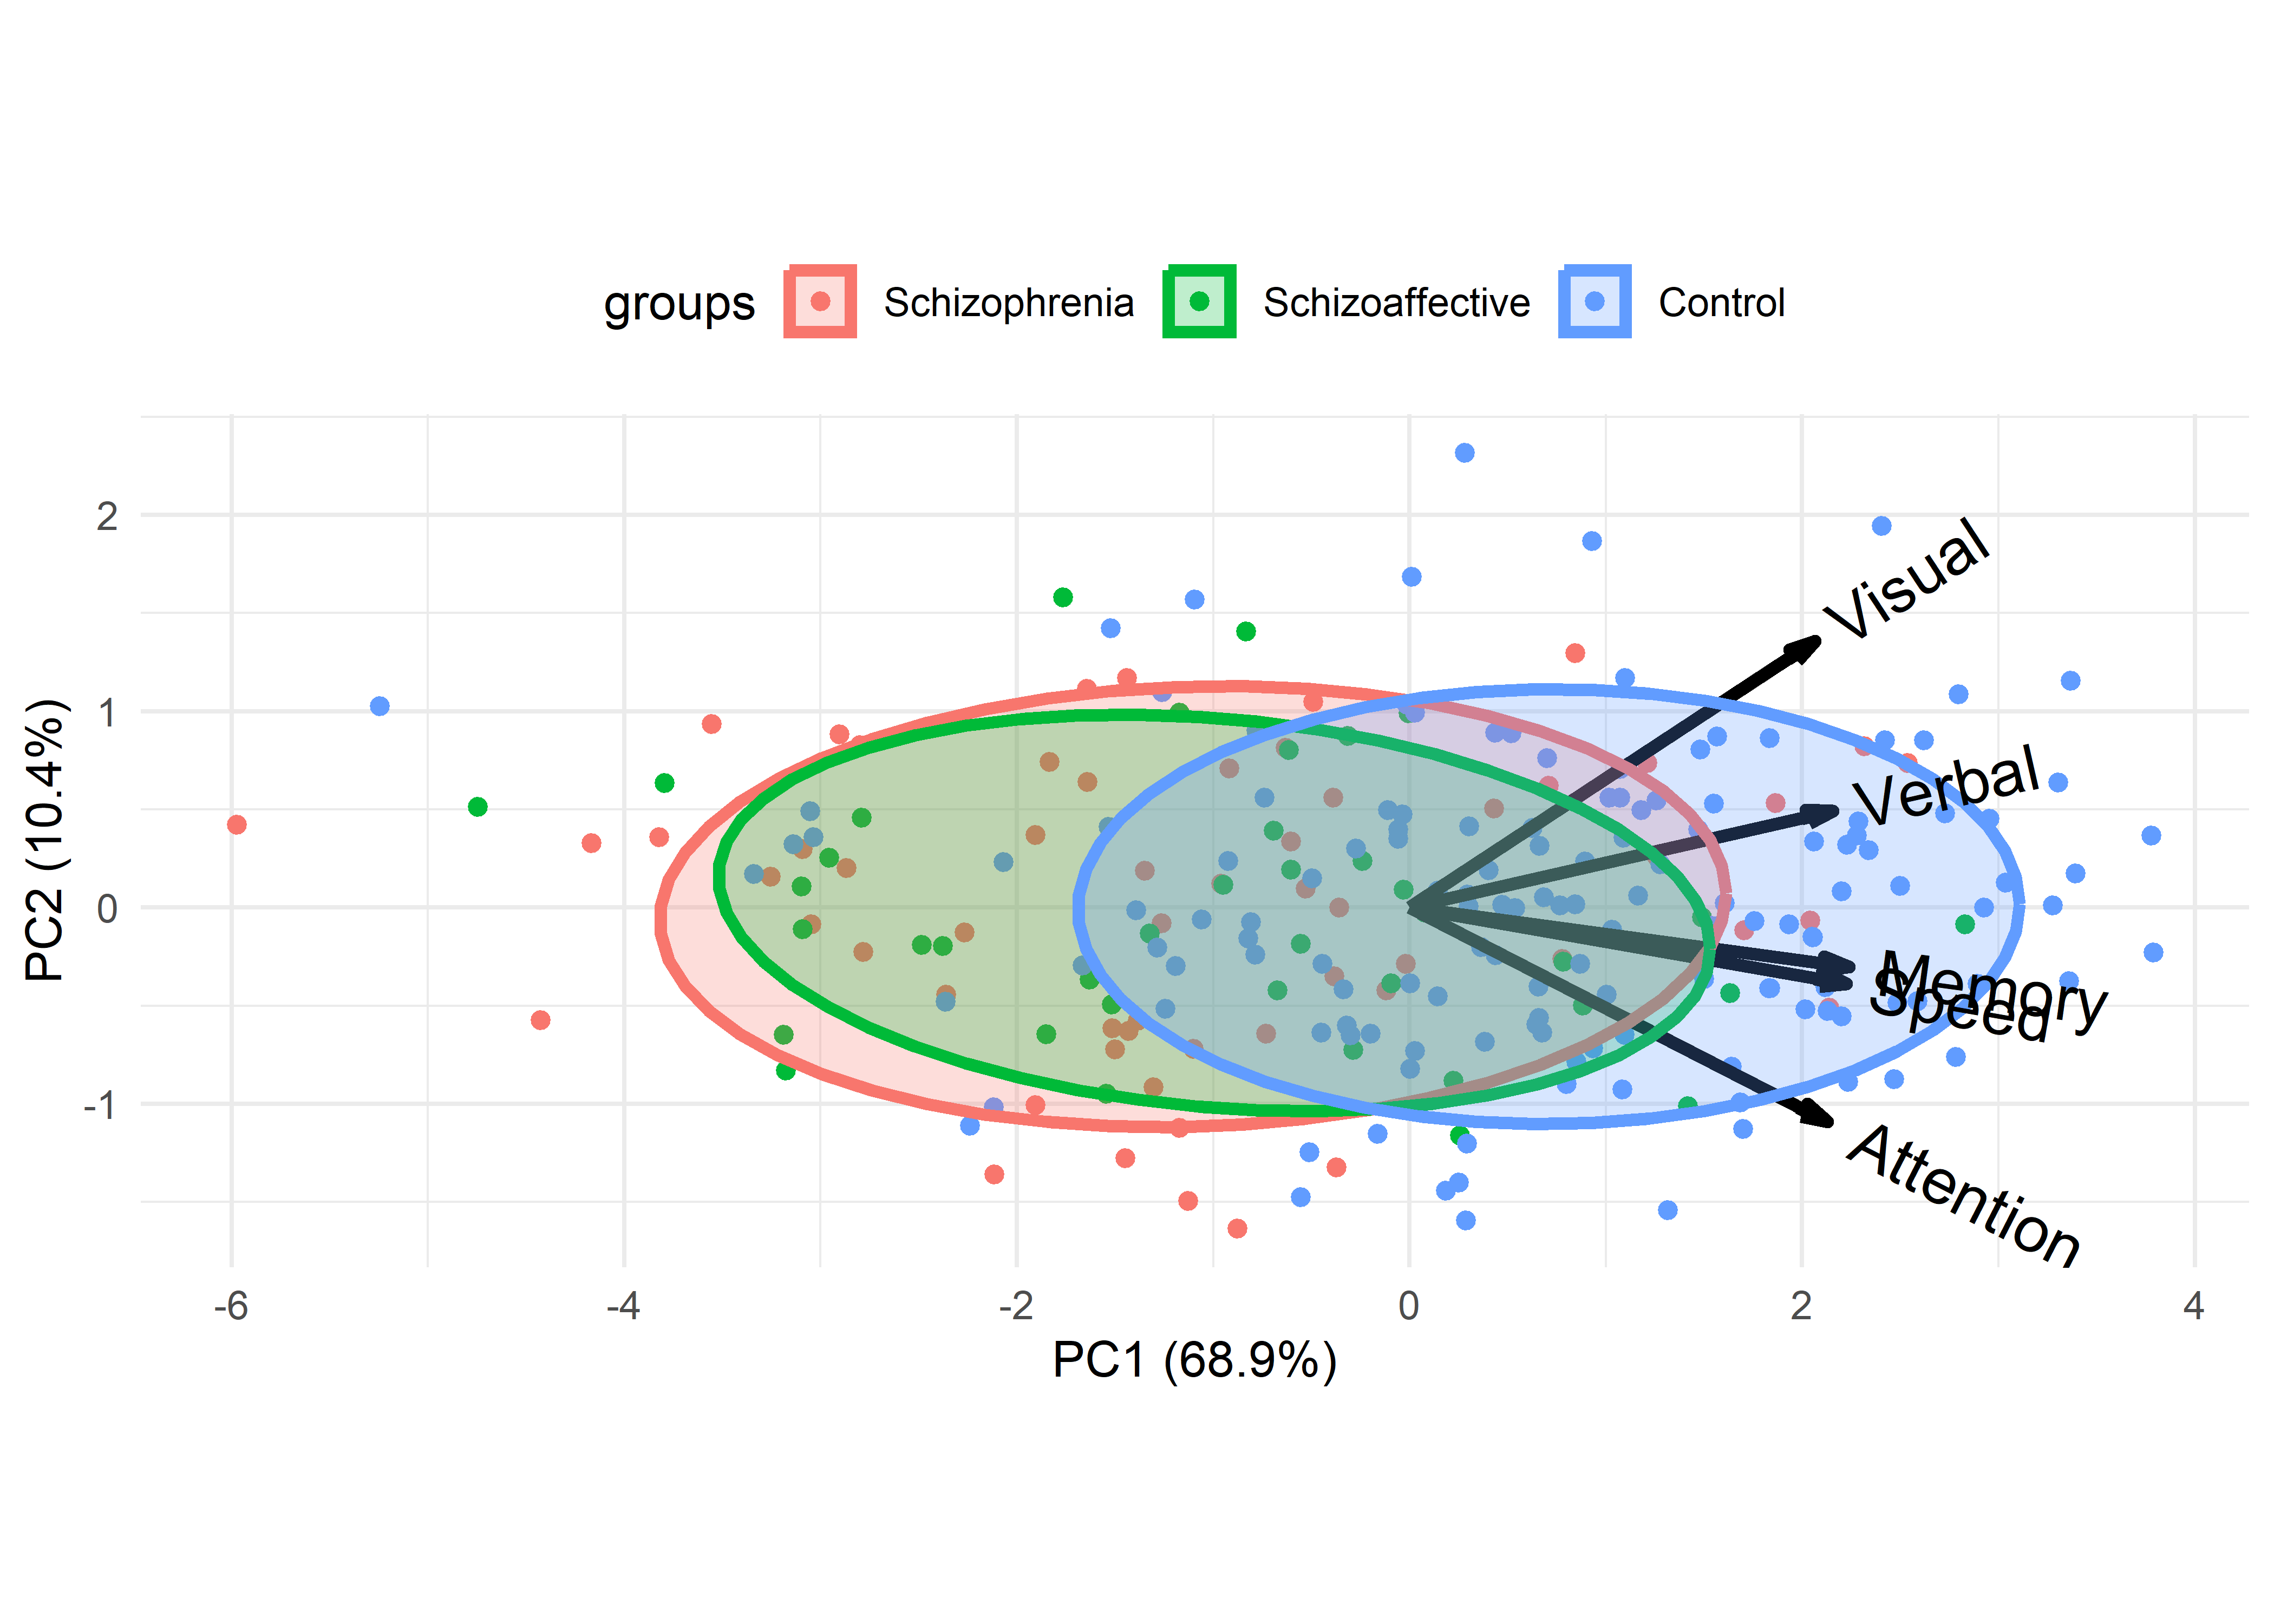 groups Schizophrenia Schizoaffective Control
Visual
Verbal
Memory
Speed
Attention
PC2 (10.4%)
2
1
0
-1
-6 -4 -2 0 2 4
PC1 (68.9%)